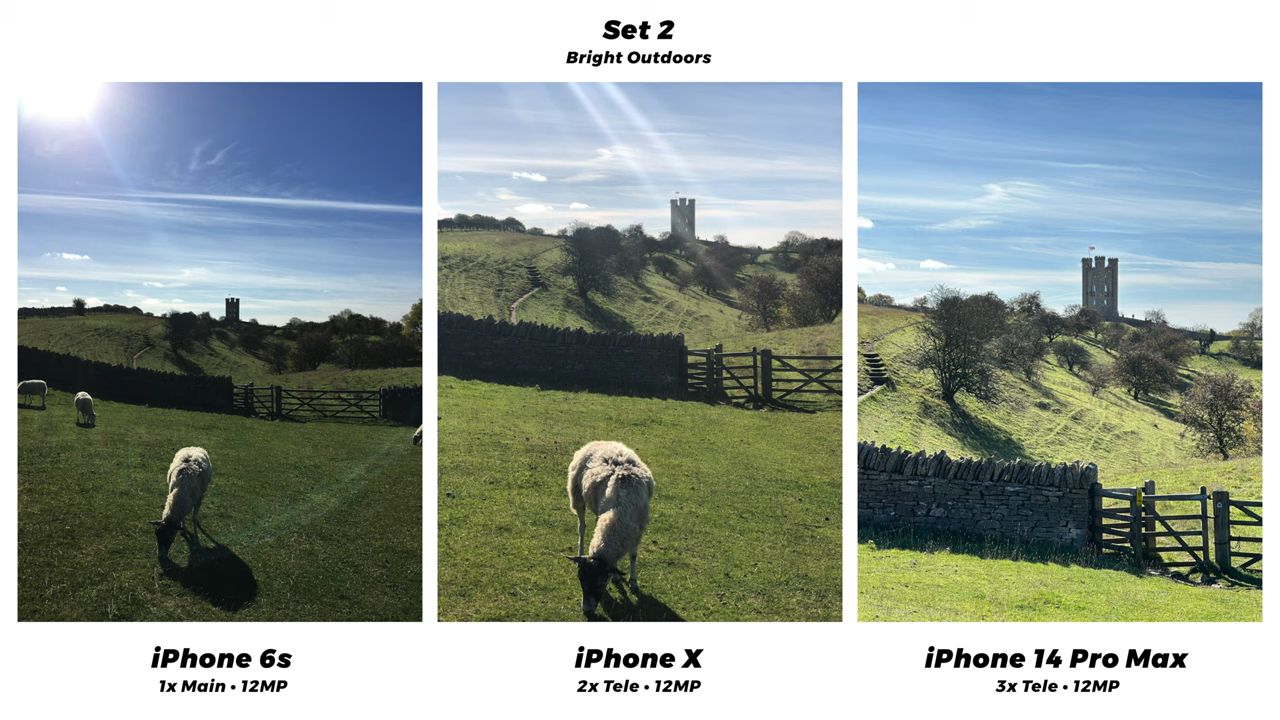 Set 2
Bright Outdoors
iPhone 6s
1x Main • 12MP
iPhone X
2x Tele • 12MP
iPhone 14 Pro Max
3x Tele • 12MP